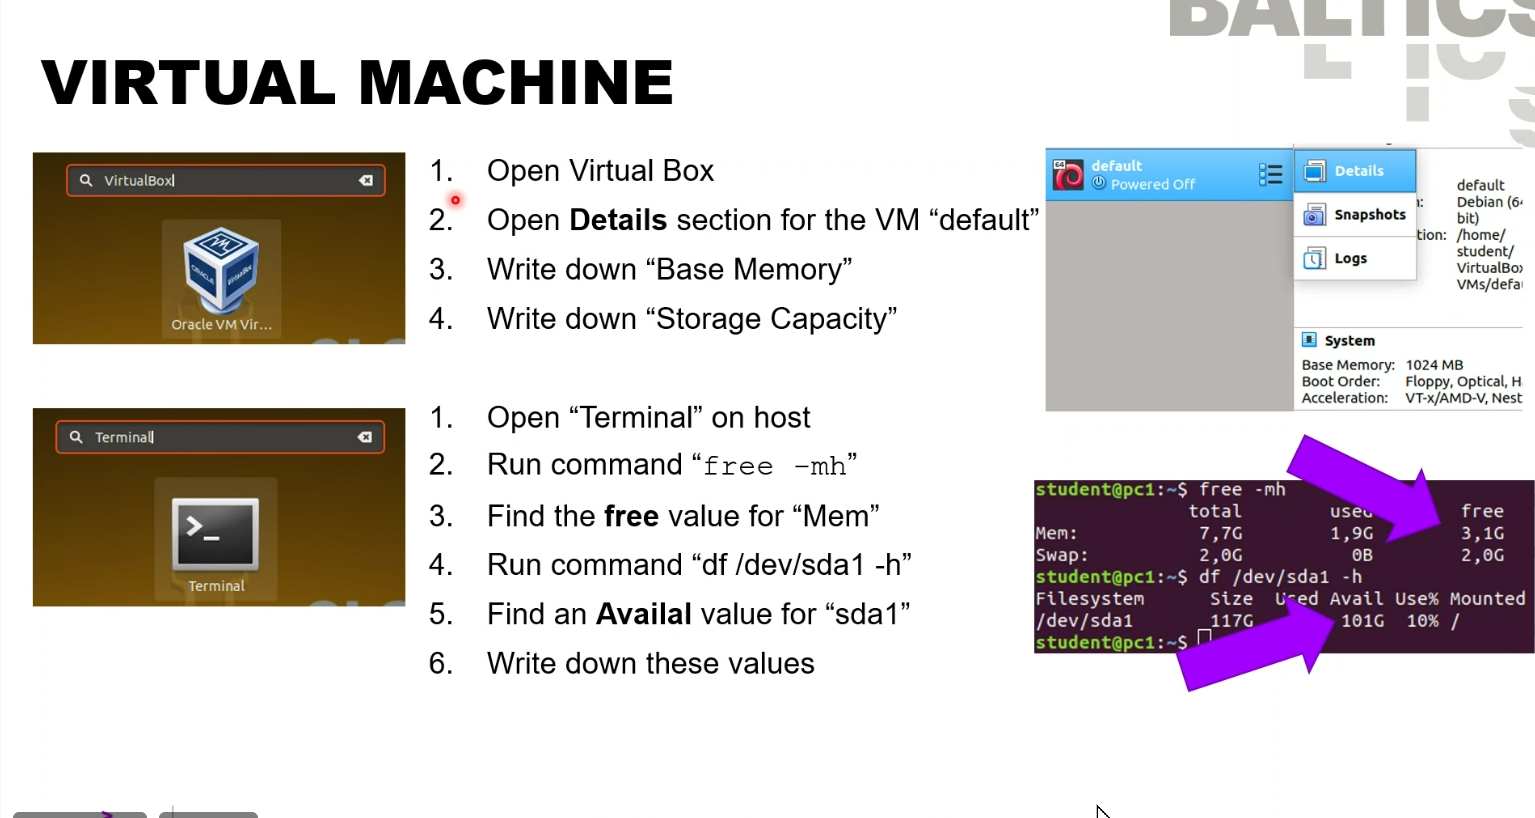 BALTICS
VIRTUAL MACHINE
VirtualBox
Oracle VM Vir...
1. Open Virtual Box
2. Open Details section for the VM “default”
3. Write down “Base Memory”
4. Write down “Storage Capacity”
64 default
Powered Off
Details
Snapshots
Logs
default
Debian (64
bit)
tion: /home/
student/
VirtualBox
VMs/defau
System
Base Memory: 1024 MB
Boot Order: Floppy, Optical, H
Acceleration: VT-x/AMD-V, Nest
Terminal
Terminal
1. Open “Terminal” on host
2. Run command “free –mh”
3. Find the free value for “Mem”
4. Run command “df /dev/sda1 -h”
5. Find an Availal value for “sda1”
6. Write down these values
student@pc1:~$ free -mh
total used free
Mem: 7,7G 1,9G 3,1G
Swap: 2,0G 0B 2,0G
student@pc1:~$ df /dev/sda1 -h
Filesystem Size Used Avail Use% Mounted
/dev/sda1 117G 101G 10% /
student@pc1:~$